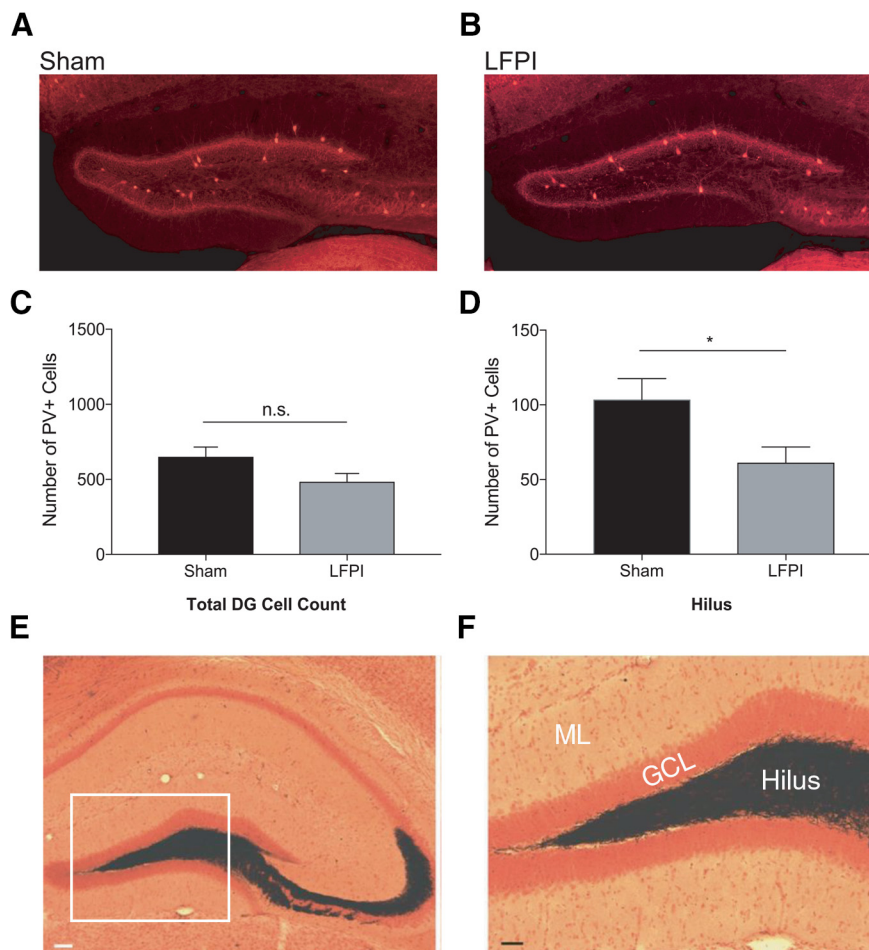 A
Sham
B
LFPI
C
Number of PV+ Cells
1500
1000
500
0
n.s.
Sham
LFPI
Total DG Cell Count
D
Number of PV+ Cells
150
100
50
0
*
Sham
LFPI
Hilus
E
F
ML
GCL
Hilus